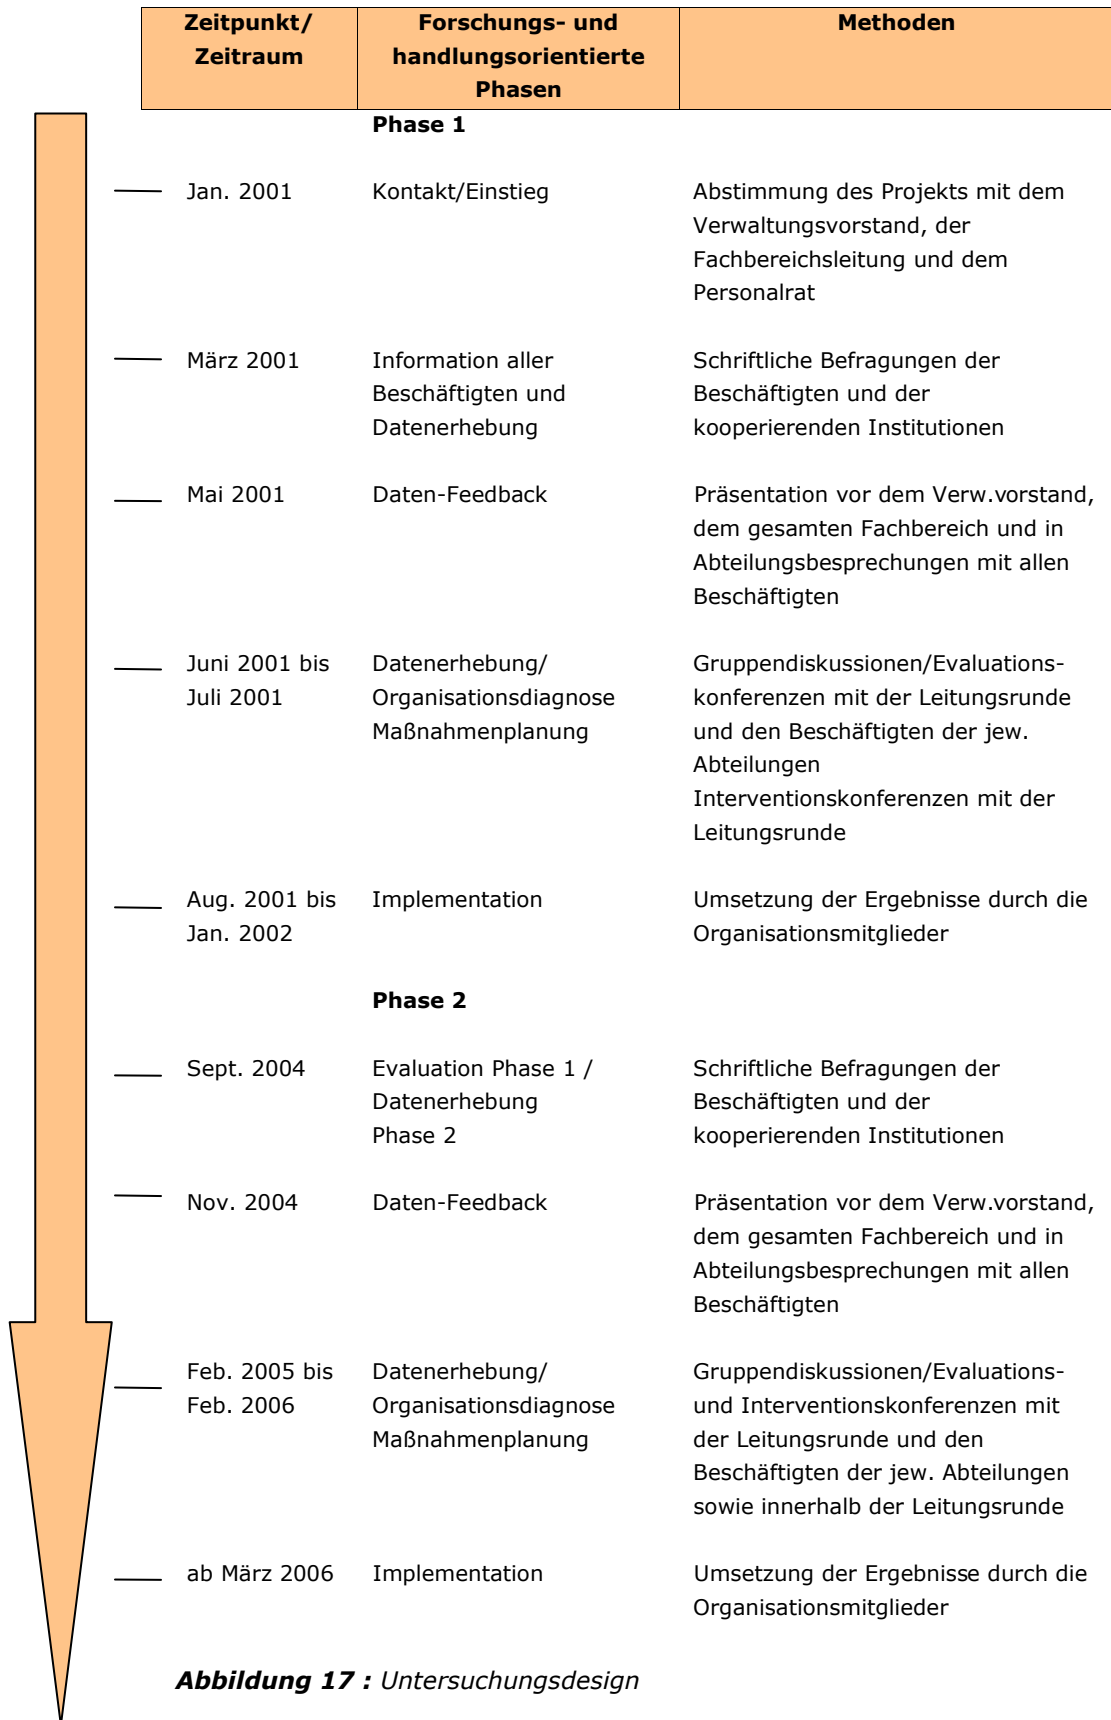 Zeitpunkt/
Zeitraum
Forschungs- und
handlungsorientierte
Phasen
Methoden
Phase 1
Jan. 2001
Kontakt/Einstieg
Abstimmung des Projekts mit dem
Verwaltungsvorstand, der
Fachbereichsleitung und dem
Personalrat
März 2001
Information aller
Beschäftigten und
Datenerhebung
Schriftliche Befragungen der
Beschäftigten und der
kooperierenden Institutionen
Mai 2001
Daten-Feedback
Präsentation vor dem Verw.vorstand,
dem gesamten Fachbereich und in
Abteilungsbesprechungen mit allen
Beschäftigten
Juni 2001 bis
Juli 2001
Datenerhebung/
Organisationsdiagnose
Maßnahmenplanung
Gruppendiskussionen/Evaluations-
konferenzen mit der Leitungsrunde
und den Beschäftigten der jew.
Abteilungen
Interventionskonferenzen mit der
Leitungsrunde
Aug. 2001 bis
Jan. 2002
Implementation
Umsetzung der Ergebnisse durch die
Organisationsmitglieder
Phase 2
Sept. 2004
Evaluation Phase 1 /
Datenerhebung
Phase 2
Schriftliche Befragungen der
Beschäftigten und der
kooperierenden Institutionen
Nov. 2004
Daten-Feedback
Präsentation vor dem Verw.vorstand,
dem gesamten Fachbereich und in
Abteilungsbesprechungen mit allen
Beschäftigten
Feb. 2005 bis
Feb. 2006
Datenerhebung/
Organisationsdiagnose
Maßnahmenplanung
Gruppendiskussionen/Evaluations-
und Interventionskonferenzen mit
der Leitungsrunde und den
Beschäftigten der jew. Abteilungen
sowie innerhalb der Leitungsrunde
ab März 2006
Implementation
Umsetzung der Ergebnisse durch die
Organisationsmitglieder
Abbildung 17 : Untersuchungsdesign